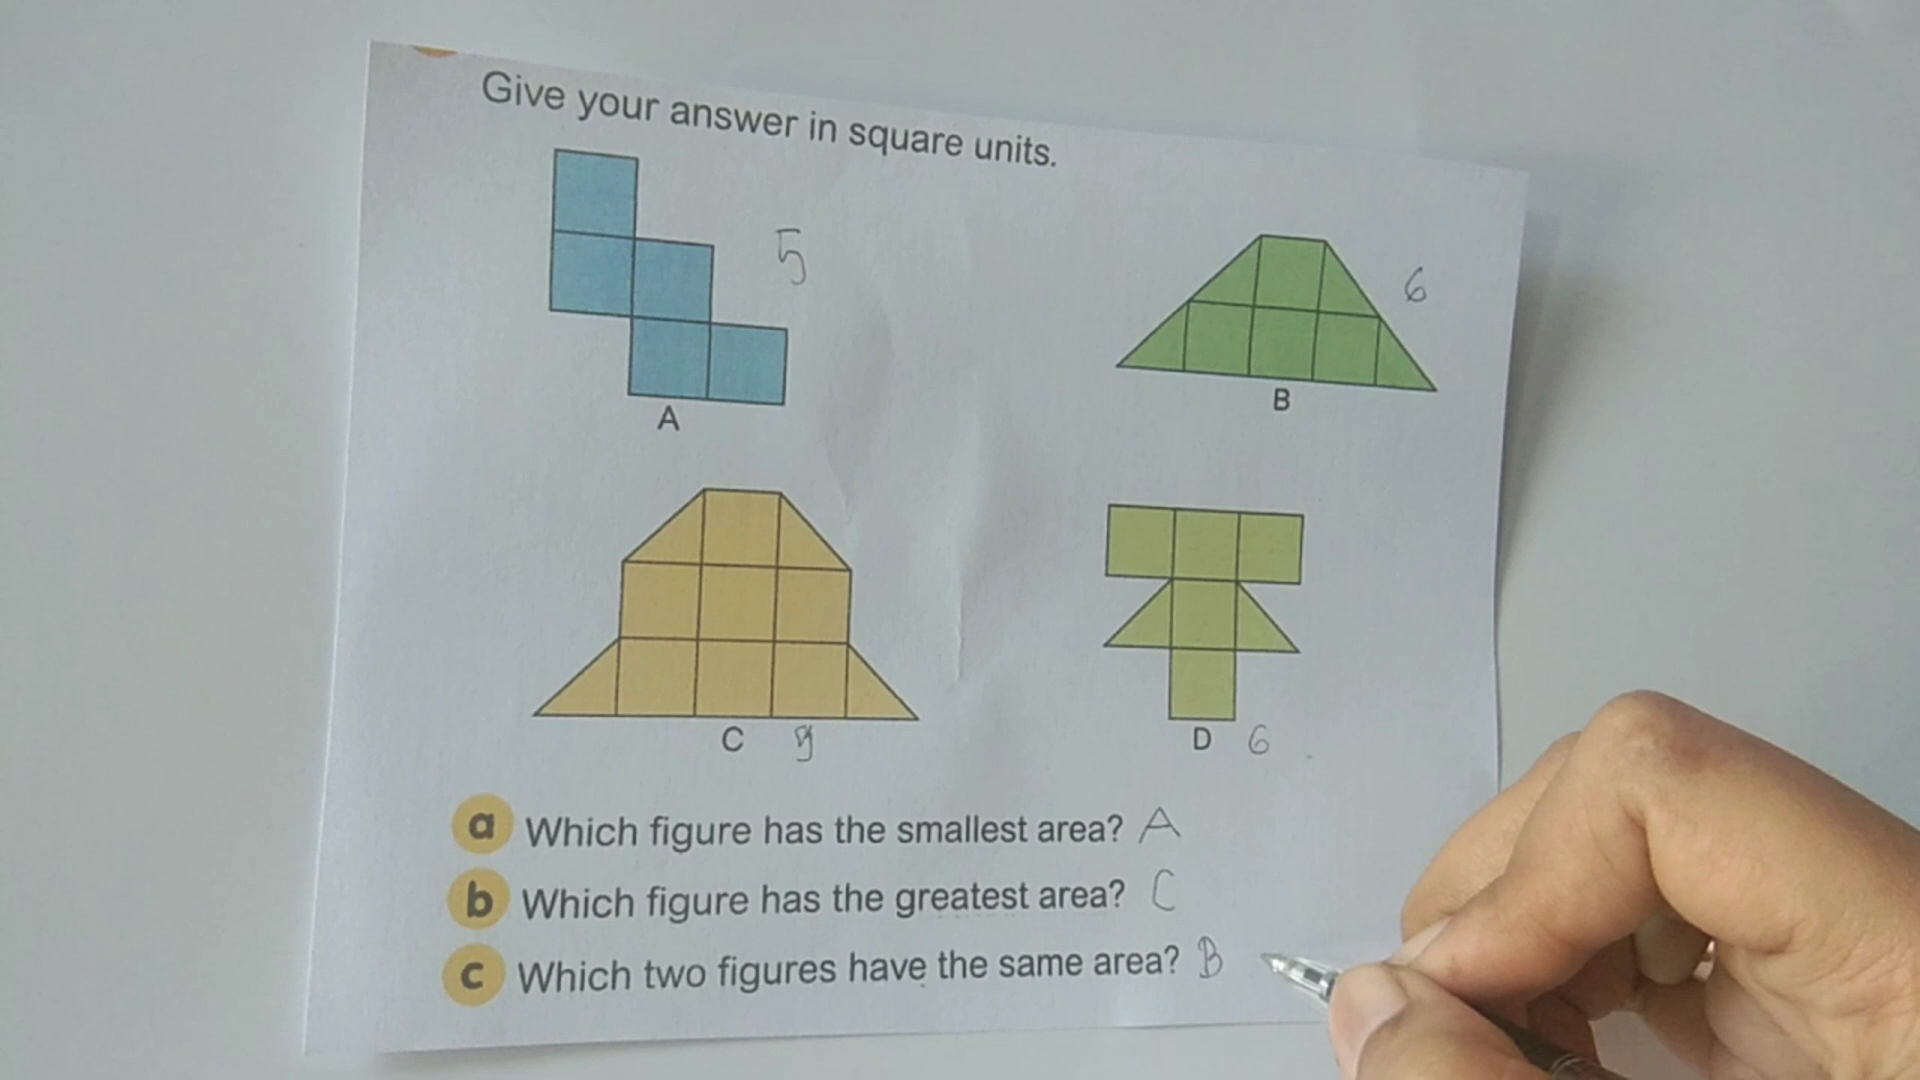 Give your answer in square units.
5
6
A
B
C 9
D 6
a Which figure has the smallest area? A
b Which figure has the greatest area? C
c Which two figures have the same area? B